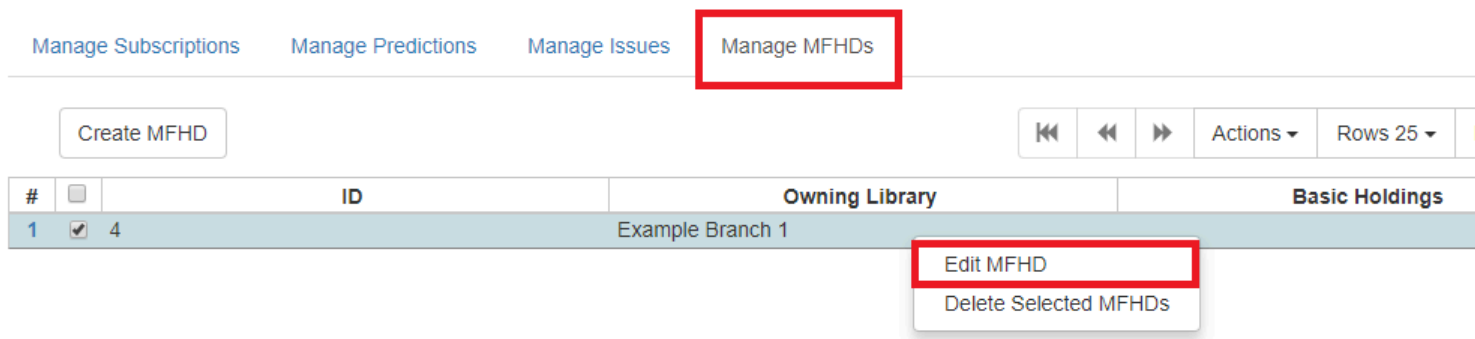 Manage Subscriptions Manage Predictions Manage Issues Manage MFHDs
Create MFHD Actions Rows 25
# ID Owning Library Basic Holdings
1 4 Example Branch 1
Edit MFHD
Delete Selected MFHDs